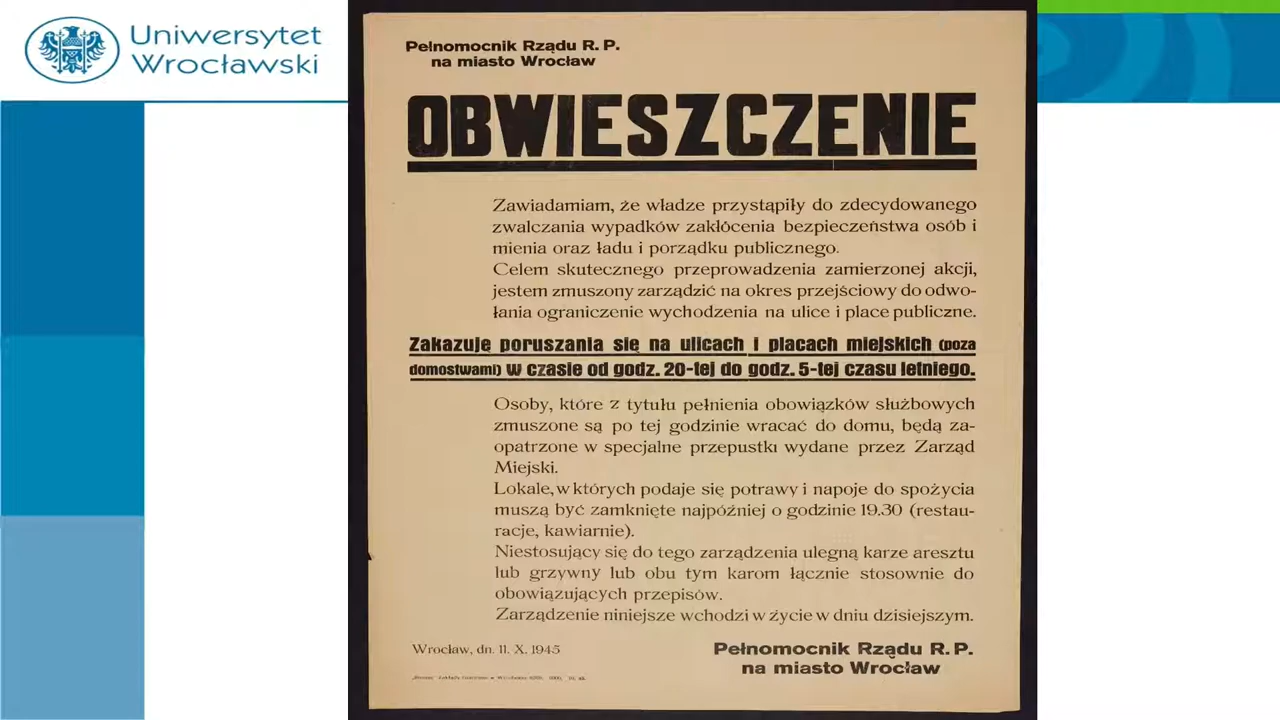 Uniwersytet
Wrocławski
Pełnomocnik Rządu R. P.
na miasto Wrocław
OBWIESZCZENIE
Zawiadamiam, że władze przystąpiły do zdecydowanego
zwalczania wypadków zakłócenia bezpieczeństwa osób i
mienia oraz ładu i porządku publicznego.
Celem skutecznego przeprowadzenia zamierzonej akcji,
jestem zmuszony zarządzić na okres przejściowy do odwo-
łania ograniczenie wychodzenia na ulice i place publiczne.
Zakazuję poruszania się na ulicach i placach miejskich (poza
domostwami) w czasie od godz. 20-tej do godz. 5-tej czasu letniego.
Osoby, które z tytułu pełnienia obowiązków służbowych
zmuszone są po tej godzinie wracać do domu, będą za-
opatrzone w specjalne przepustki wydane przez Zarząd
Miejski.
Lokale, w których podaje się potrawy i napoje do spożycia
muszą być zamknięte najpóźniej o godzinie 19.30 (restau-
racje, kawiarnie).
Niestosujący się do tego zarządzenia ulegną karze aresztu
lub grzywny lub obu tym karom łącznie stosownie do
obowiązujących przepisów.
Zarządzenie niniejsze wchodzi w życie w dniu dzisiejszym.
Wrocław, dn. 11. X. 1945
Pełnomocnik Rządu R. P.
na miasto Wrocław